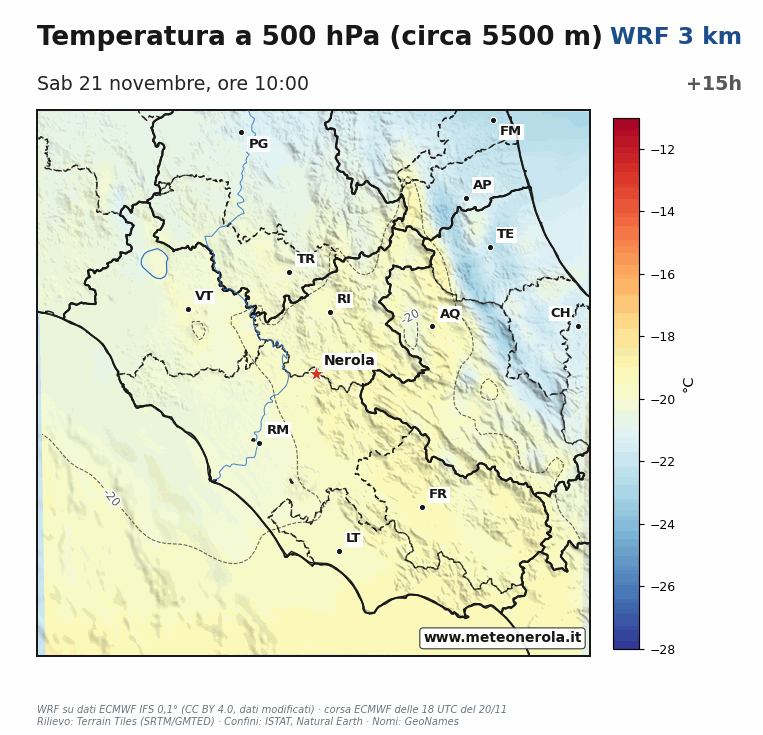 Temperatura a 500 hPa (circa 5500 m) WRF 3 km
Sab 21 novembre, ore 10:00 +15h
FM
PG
AP
TE
TR
VT
RI
-20
AQ
CH
Nerola
RM
-20
FR
LT
www.meteonerola.it
−12
−14
−16
−18
−20
−22
−24
−26
−28
°C
WRF su dati ECMWF IFS 0,1° (CC BY 4.0, dati modificati) · corsa ECMWF delle 18 UTC del 20/11
Rilievo: Terrain Tiles (SRTM/GMTED) · Confini: ISTAT, Natural Earth · Nomi: GeoNames